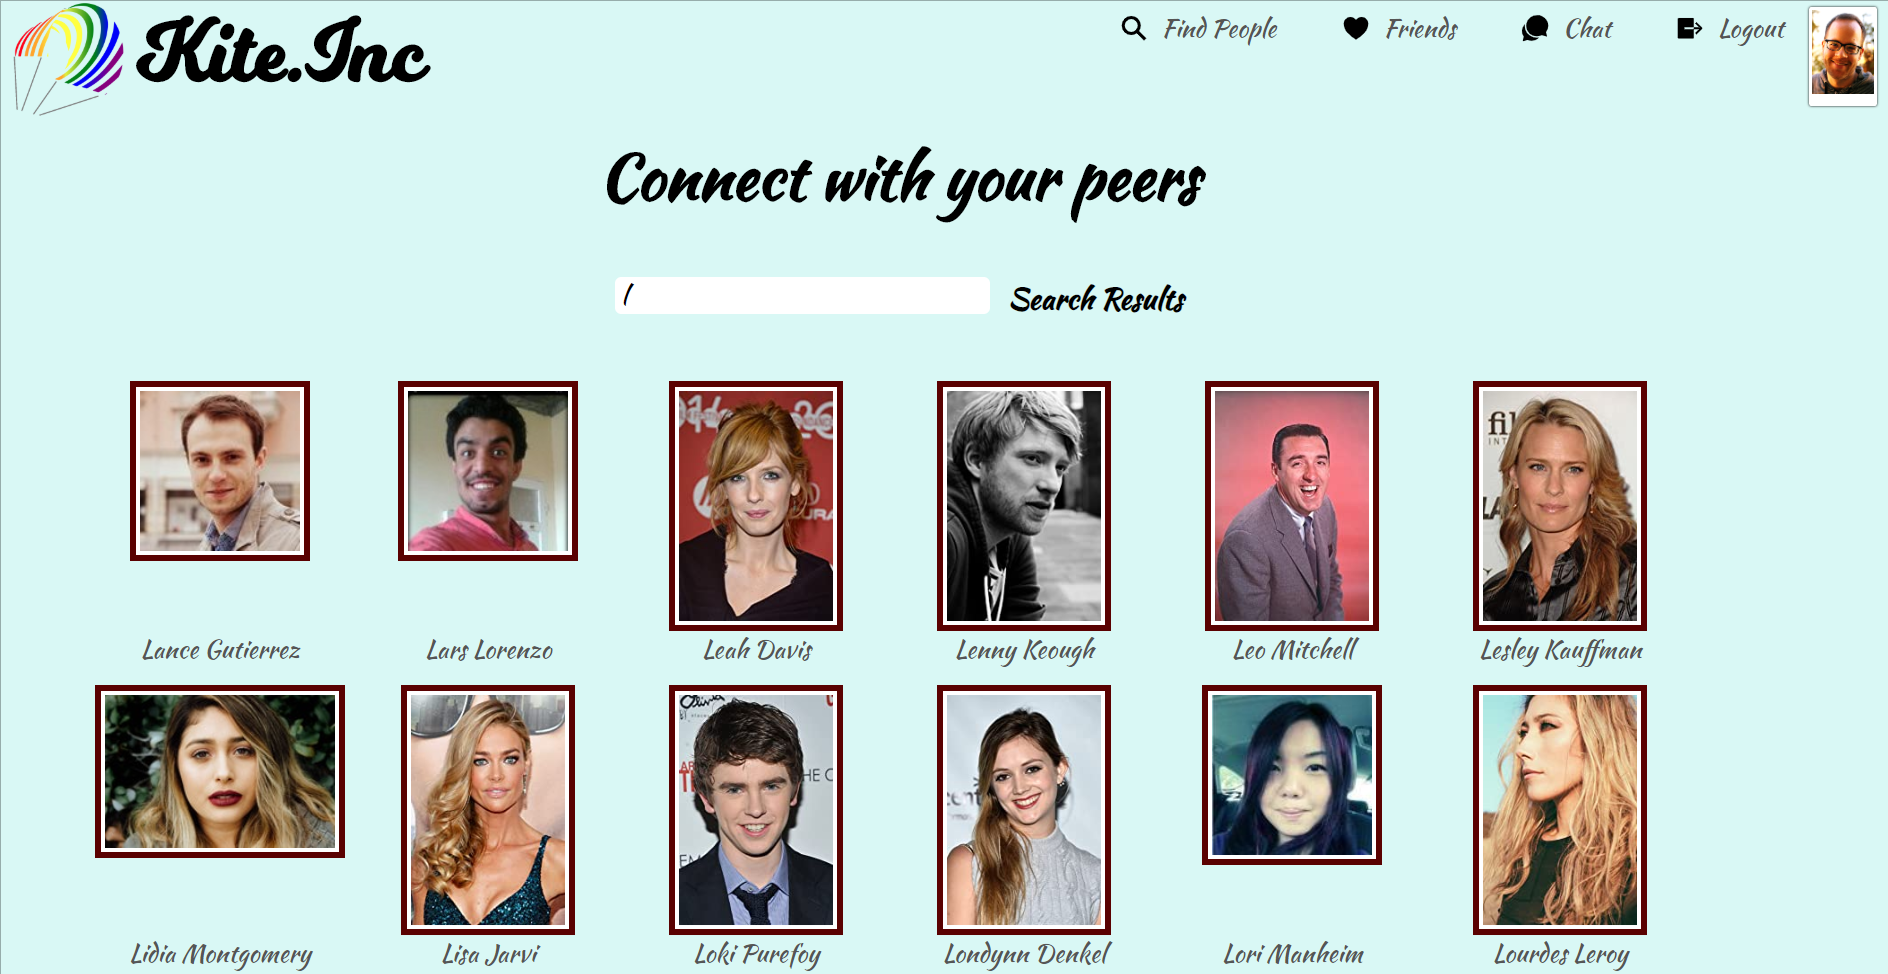 Kite.Inc
Find People Friends Chat Logout
Connect with your peers
l
Search Results
Lance Gutierrez Lars Lorenzo Leah Davis Lenny Keough Leo Mitchell Lesley Kauffman
Lidia Montgomery Lisa Jarvi Loki Purefoy Londynn Denkel Lori Manheim Lourdes Leroy